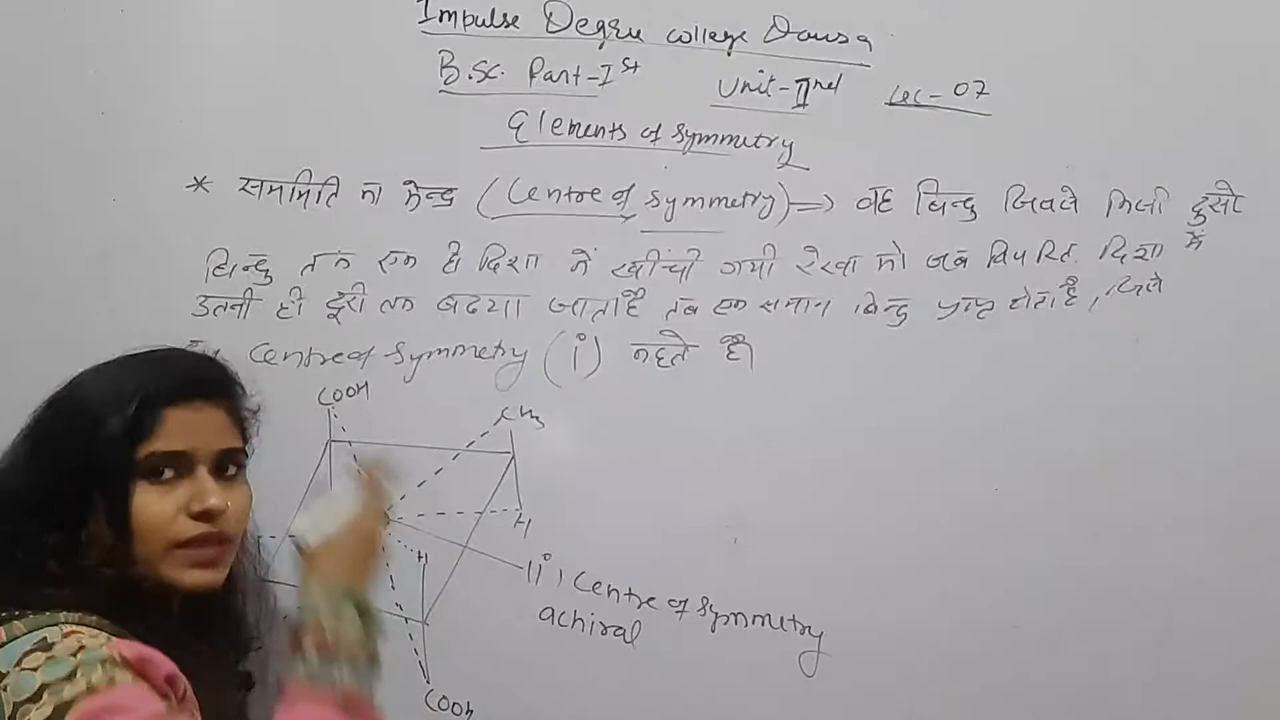 Impulse Degree college Dausa
B.Sc. Part-Ist Unit-IInd Lec-07
Elements of Symmetry
* सममिति का केन्द्र (Centre of Symmetry) => वह बिन्दु जिससे किसी दुसरे
बिन्दु तक एक ही दिशा में खींची गयी रेखा को जब विपरित दिशा में
उतनी ही दूरी तक बढया जाता है तब एक समान बिन्दु प्राप्त होता है, जिसे
Centre of Symmetry (i) कहते है।
COOH
CH3
H
H
(i) Centre of Symmetry
achiral
COOH